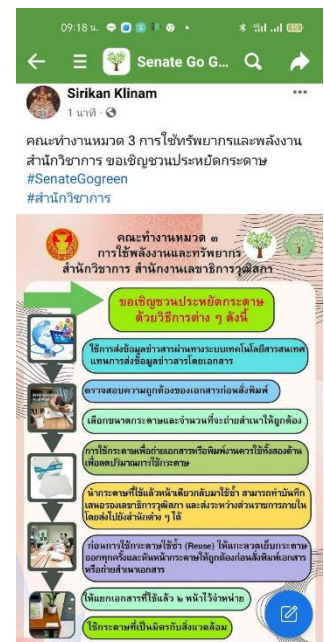 09:18 น.
Senate Go G...
Sirikan Klinam
1 นาที
คณะทำงานหมวด 3 การใช้ทรัพยากรและพลังงาน
สำนักวิชาการ ขอเชิญชวนประหยัดกระดาษ
#SenateGogreen
#สำนักวิชาการ
คณะทำงานหมวด ๓
การใช้พลังงานและทรัพยากร
สำนักวิชาการ สำนักงานเลขาธิการวุฒิสภา
ขอเชิญชวนประหยัดกระดาษ
ด้วยวิธีการต่าง ๆ ดังนี้
ใช้การส่งข้อมูลข่าวสารผ่านทางระบบเทคโนโลยีสารสนเทศ
แทนการส่งข้อมูลข่าวสารโดยเอกสาร
ตรวจสอบความถูกต้องของเอกสารก่อนสั่งพิมพ์
เลือกขนาดกระดาษและจำนวนที่จะถ่ายสำเนาให้ถูกต้อง
การใช้กระดาษเพื่อถ่ายเอกสารหรือพิมพ์งานควรใช้ทั้งสองด้าน
เพื่อลดปริมาณการใช้กระดาษ
นำกระดาษที่ใช้แล้วหน้าเดียวกลับมาใช้ซ้ำ สามารถทำบันทึก
เสนอรองเลขาธิการวุฒิสภา และส่งระหว่างส่วนราชการภายใน
โดยส่งไปยังสำนักต่าง ๆ ได้
ก่อนการใช้กระดาษใช้ซ้ำ (Reuse) ให้แกะลวดเย็บกระดาษ
ออกทุกครั้งและหันหน้ากระดาษให้ถูกต้องก่อนสั่งพิมพ์เอกสาร
หรือถ่ายสำเนาเอกสาร
ให้แยกเอกสารที่ใช้แล้ว ๒ หน้าไว้จำหน่าย
ใช้กระดาษที่เป็นมิตรกับสิ่งแวดล้อม